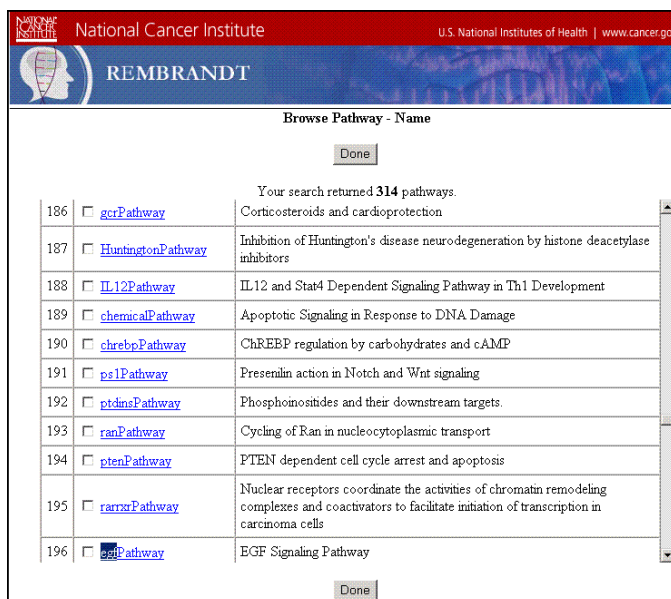 NATIONAL
CANCER
INSTITUTE
National Cancer Institute
U.S. National Institutes of Health | www.cancer.go
REMBRANDT
Browse Pathway - Name
Done
Your search returned 314 pathways.
186 gcrPathway Corticosteroids and cardioprotection
187 HuntingtonPathway Inhibition of Huntington's disease neurodegeneration by histone deacetylase
inhibitors
188 IL12Pathway IL12 and Stat4 Dependent Signaling Pathway in Th1 Development
189 chemicalPathway Apoptotic Signaling in Response to DNA Damage
190 chrebpPathway ChREBP regulation by carbohydrates and cAMP
191 ps1Pathway Presenilin action in Notch and Wnt signaling
192 ptdinsPathway Phosphoinositides and their downstream targets.
193 ranPathway Cycling of Ran in nucleocytoplasmic transport
194 ptenPathway PTEN dependent cell cycle arrest and apoptosis
195 rarrxrPathway Nuclear receptors coordinate the activities of chromatin remodeling
complexes and coactivators to facilitate initiation of transcription in
carcinoma cells
196 egfPathway EGF Signaling Pathway
Done